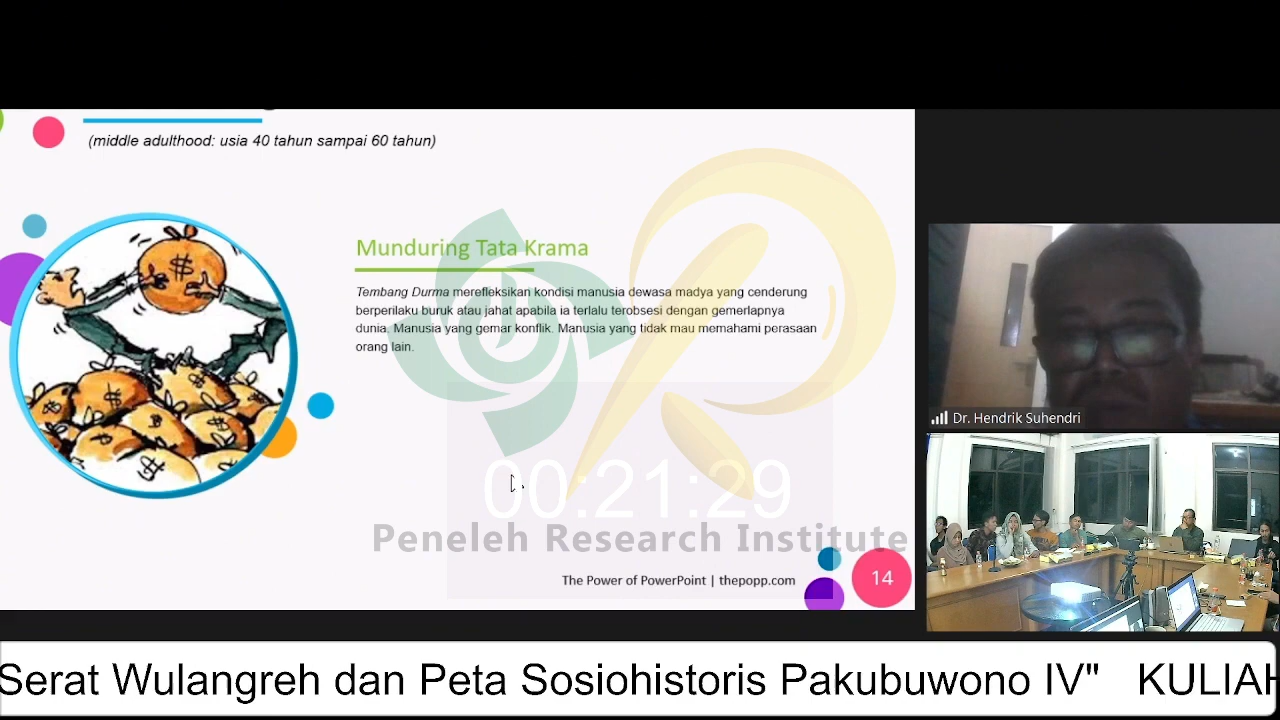 (middle adulthood: usia 40 tahun sampai 60 tahun)
Munduring Tata Krama
Tembang Durma merefleksikan kondisi manusia dewasa madya yang cenderung
berperilaku buruk atau jahat apabila ia terlalu terobsesi dengan gemerlapnya
dunia. Manusia yang gemar konflik. Manusia yang tidak mau memahami perasaan
orang lain.
00:21:29
Peneleh Research Institute
The Power of PowerPoint | thepopp.com
14
Dr. Hendrik Suhendri
Serat Wulangreh dan Peta Sosiohistoris Pakubuwono IV" KULIAH